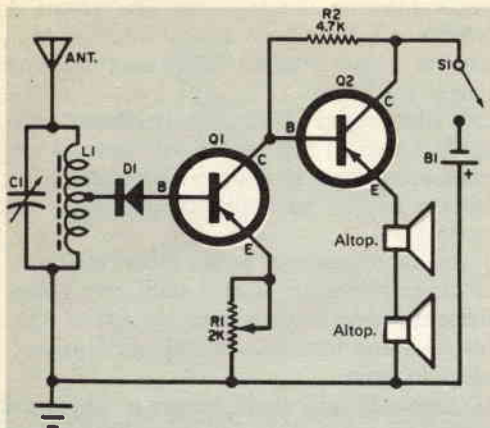 R2
4.7K
ANT.
S1
Q1
Q2
C
C
L1
D1
B
B
B1
C1
+
E
E
Altop.
R1
2K
Altop.